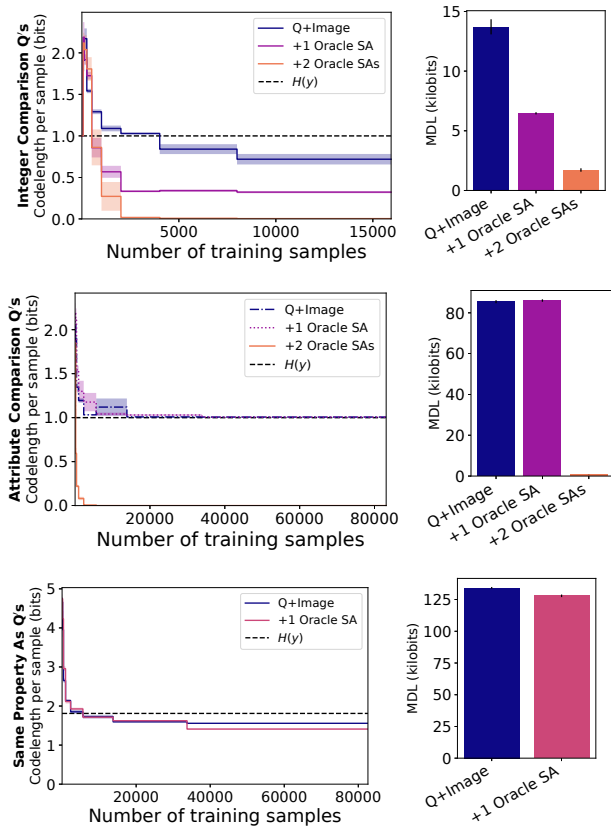 Integer Comparison Q's
Codelength per sample (bits)
2.0
1.5
1.0
0.5
0.0
Q+Image
+1 Oracle SA
+2 Oracle SAs
H(y)
5000
10000
15000
Number of training samples
MDL (kilobits)
15
10
5
0
Q+Image
+1 Oracle SA
+2 Oracle SAs
Attribute Comparison Q's
Codelength per sample (bits)
2.0
1.5
1.0
0.5
0.0
Q+Image
+1 Oracle SA
+2 Oracle SAs
H(y)
20000
40000
60000
80000
Number of training samples
MDL (kilobits)
80
60
40
20
0
Q+Image
+1 Oracle SA
+2 Oracle SAs
Same Property As Q's
Codelength per sample (bits)
5
4
3
2
1
0
Q+Image
+1 Oracle SA
H(y)
20000
40000
60000
80000
Number of training samples
MDL (kilobits)
125
100
75
50
25
0
Q+Image
+1 Oracle SA